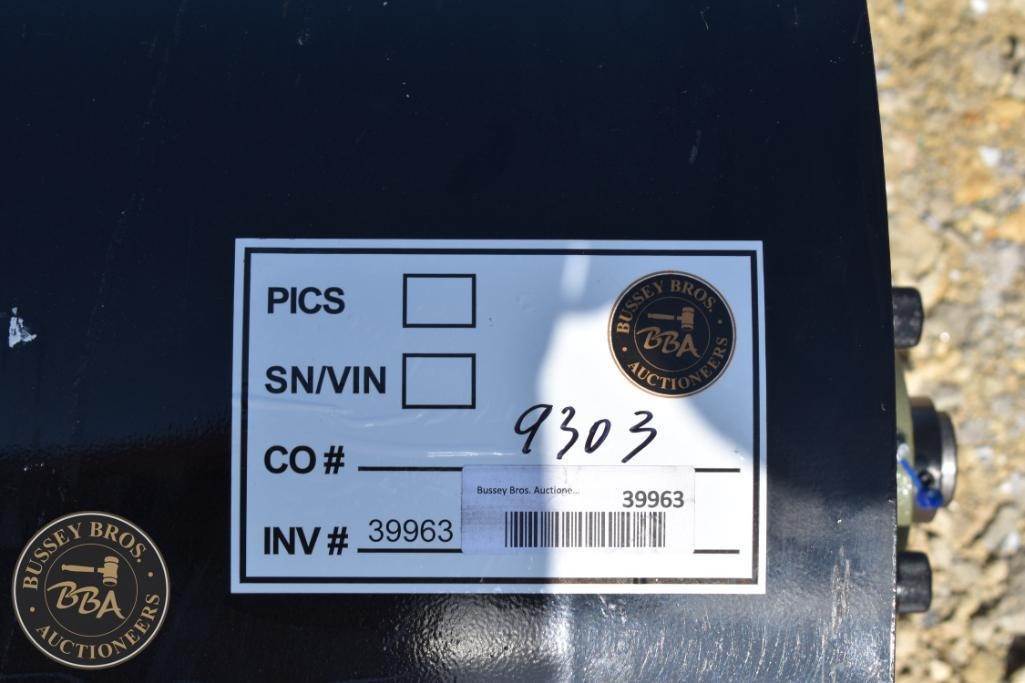 PICS
BUSSEY BROS.
BBA
AUCTIONEERS
SN/VIN
9303
CO #
Bussey Bros. Auctione...
39963
INV # 39963
BUSSEY BROS.
BBA
AUCTIONEERS